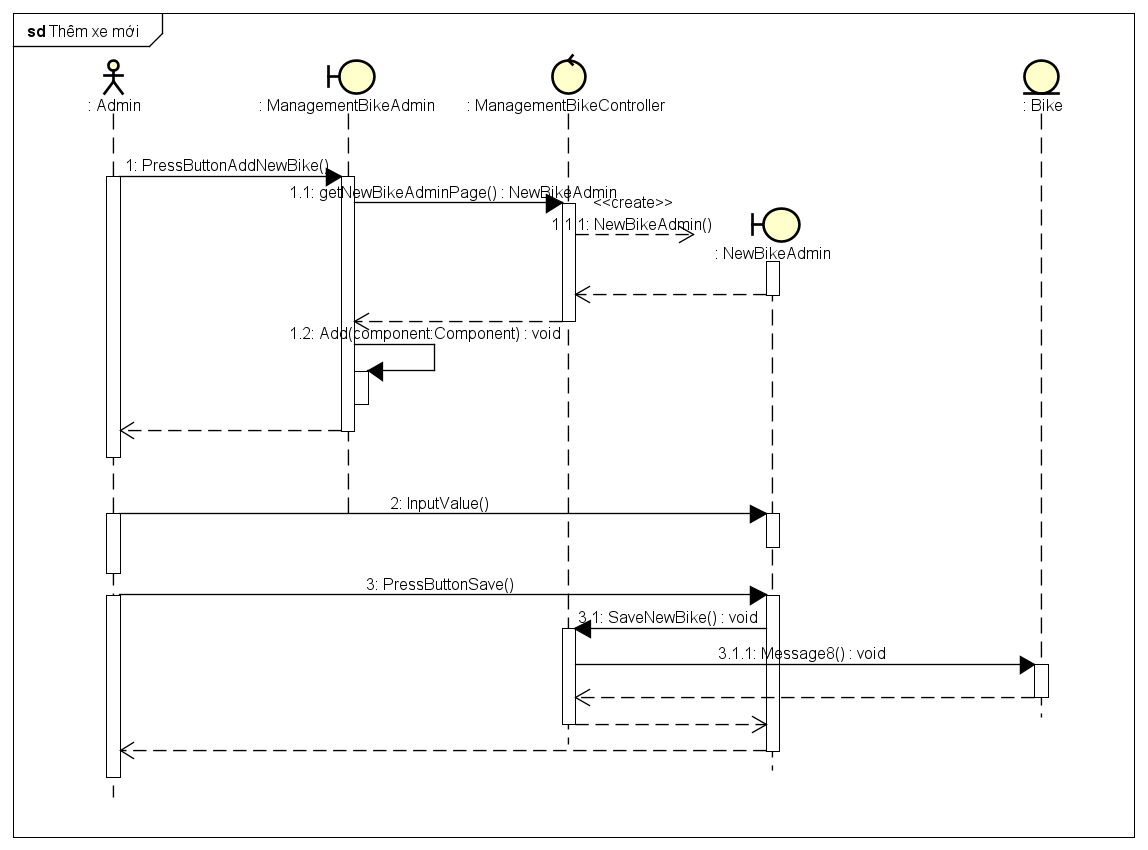 sd Thêm xe mới
: Admin
: ManagementBikeAdmin
: ManagementBikeController
: Bike
1: PressButtonAddNewBike()
1.1: getNewBikeAdminPage() : NewBikeAdmin
<<create>>
1.1.1: NewBikeAdmin()
: NewBikeAdmin
1.2: Add(component:Component) : void
2: InputValue()
3: PressButtonSave()
3.1: SaveNewBike() : void
3.1.1: Message8() : void